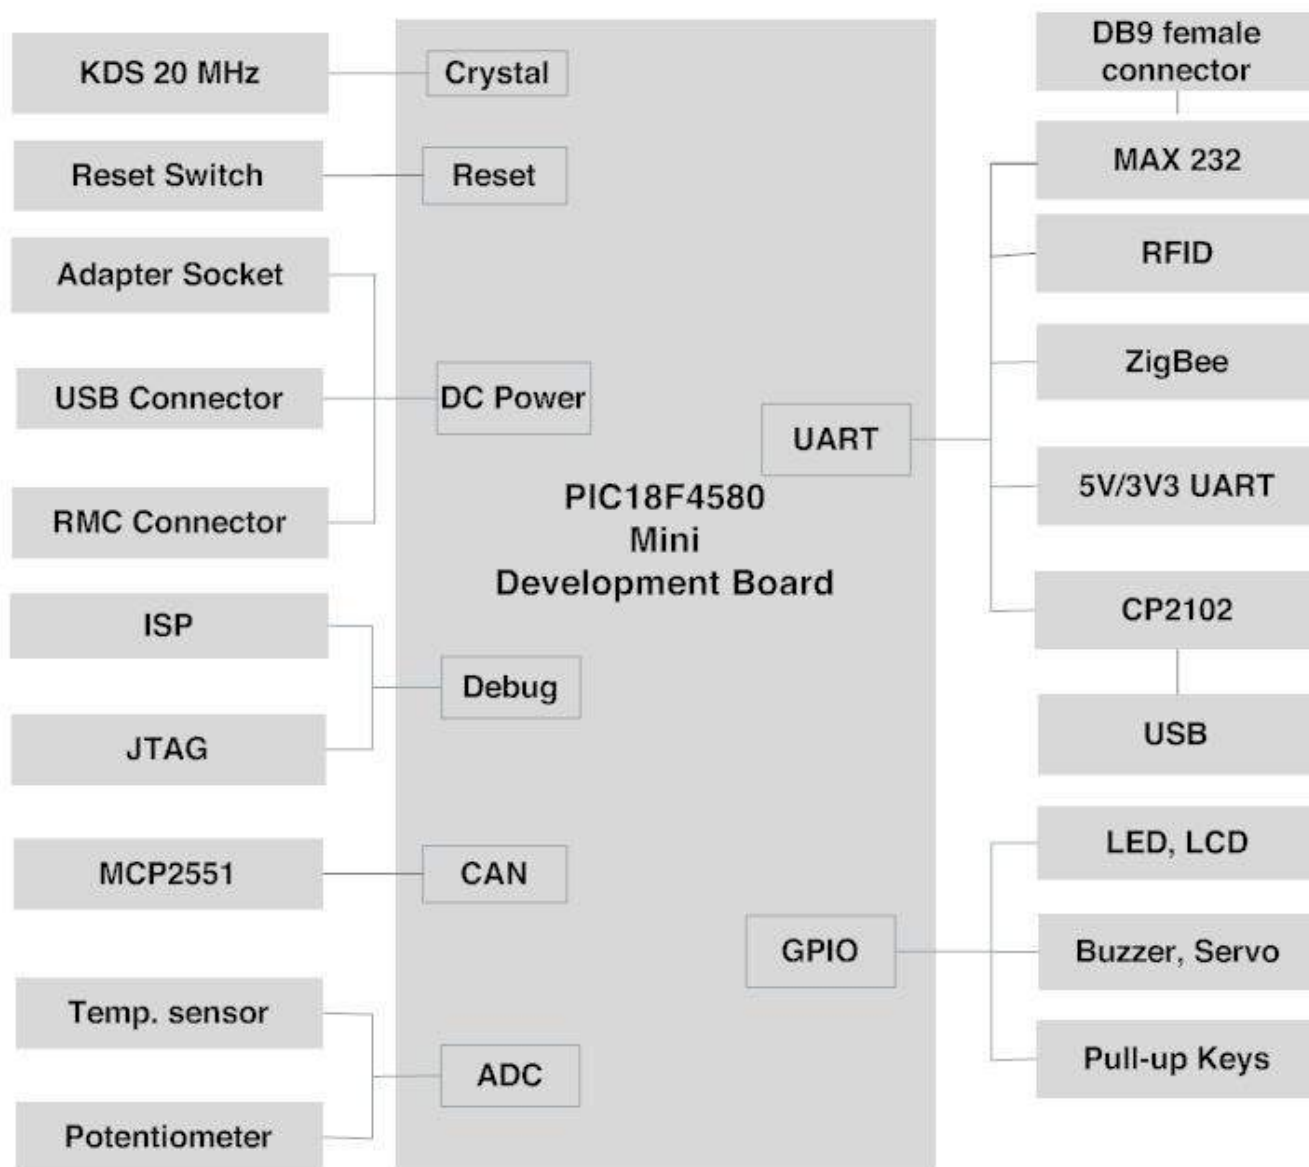 KDS 20 MHz
Reset Switch
Adapter Socket
USB Connector
RMC Connector
ISP
JTAG
MCP2551
Temp. sensor
Potentiometer
Crystal
Reset
DC Power
Debug
CAN
ADC
PIC18F4580
Mini
Development Board
UART
GPIO
DB9 female
connector
MAX 232
RFID
ZigBee
5V/3V3 UART
CP2102
USB
LED, LCD
Buzzer, Servo
Pull-up Keys